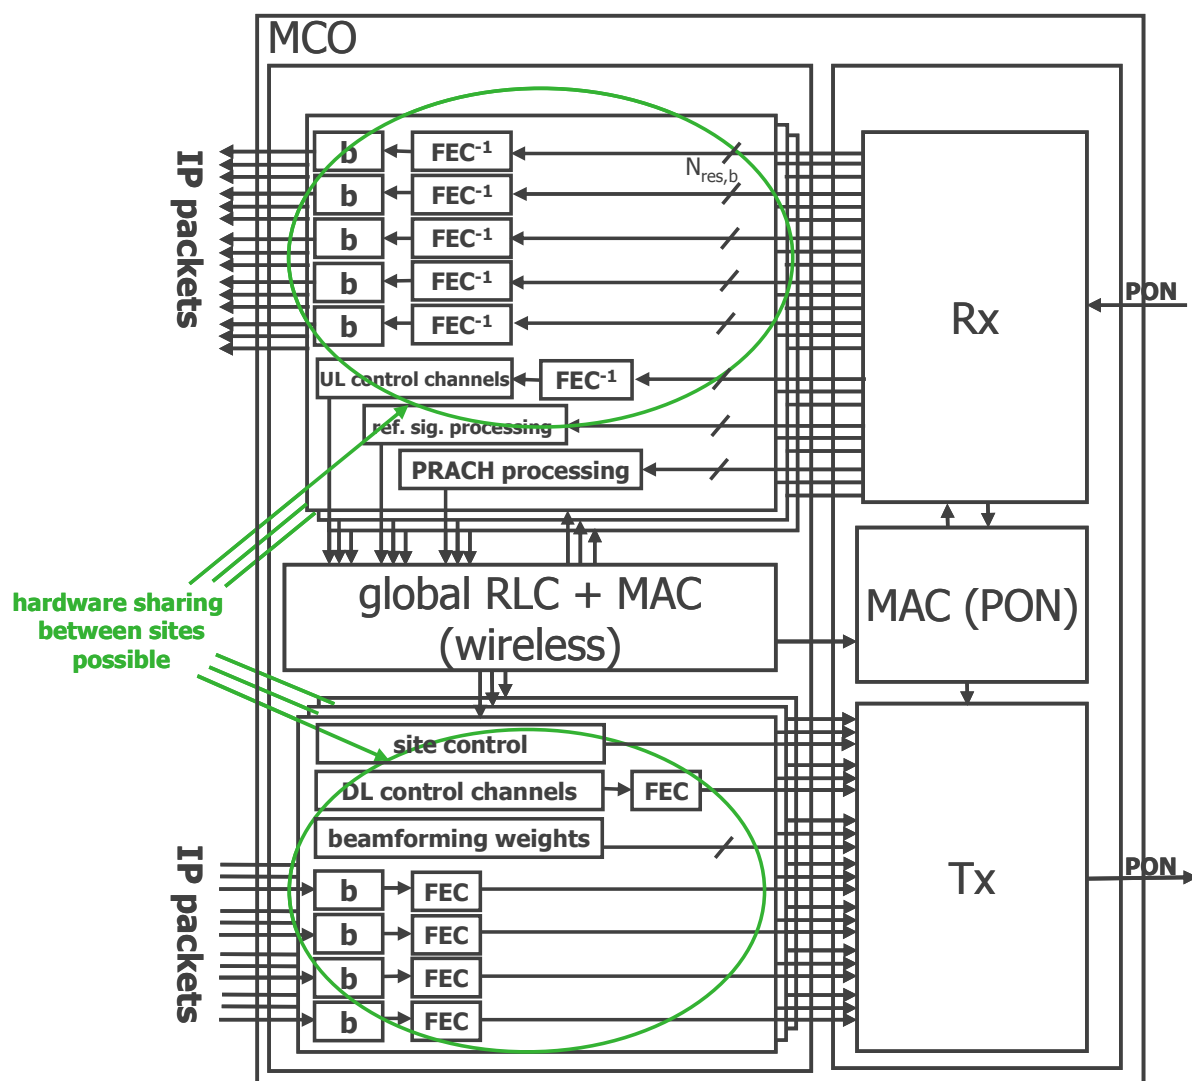 MCO
IP packets
b
FEC-1
N res,b
b
FEC-1
b
FEC-1
b
FEC-1
b
FEC-1
UL control channels
FEC-1
ref. sig. processing
PRACH processing
Rx
PON
global RLC + MAC
(wireless)
MAC (PON)
hardware sharing
between sites
possible
site control
DL control channels
FEC
beamforming weights
IP packets
b
FEC
b
FEC
b
FEC
b
FEC
Tx
PON